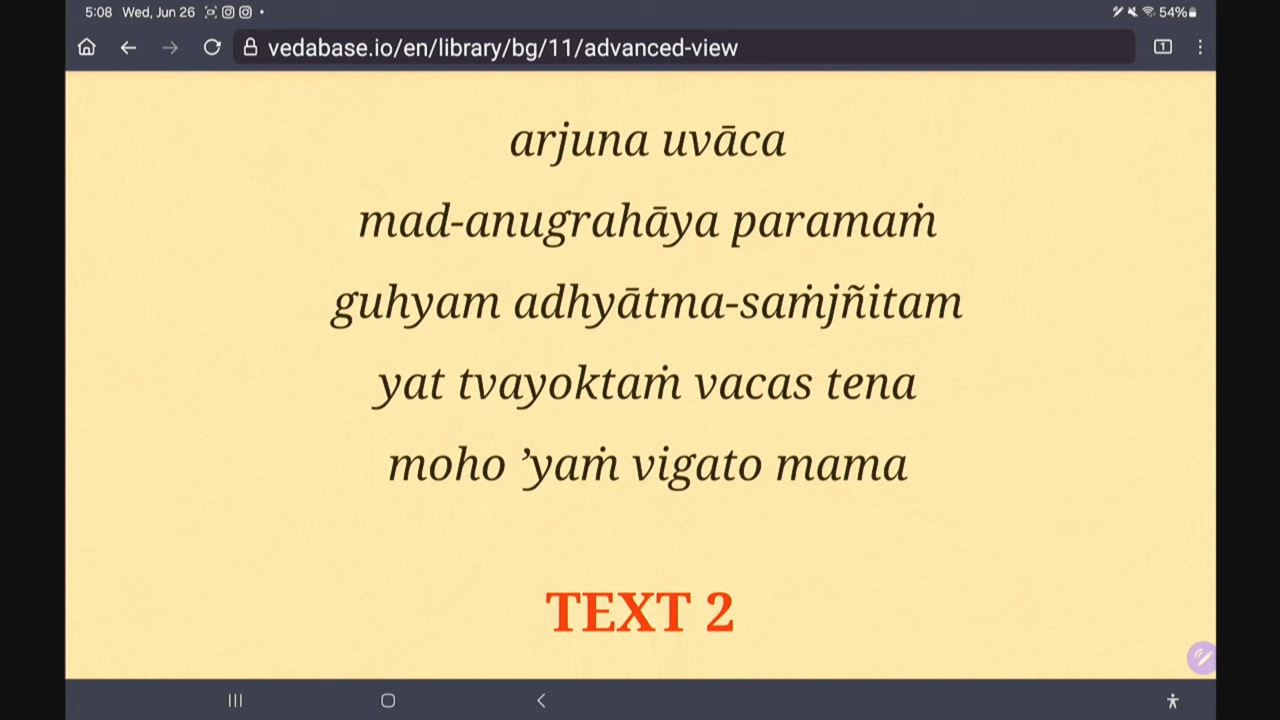 5:08 Wed, Jun 26
54%
vedabase.io/en/library/bg/11/advanced-view
1
arjuna uvāca
mad-anugrahāya paramaṁ
guhyam adhyātma-saṁjñitam
yat tvayoktaṁ vacas tena
moho ’yaṁ vigato mama
TEXT 2